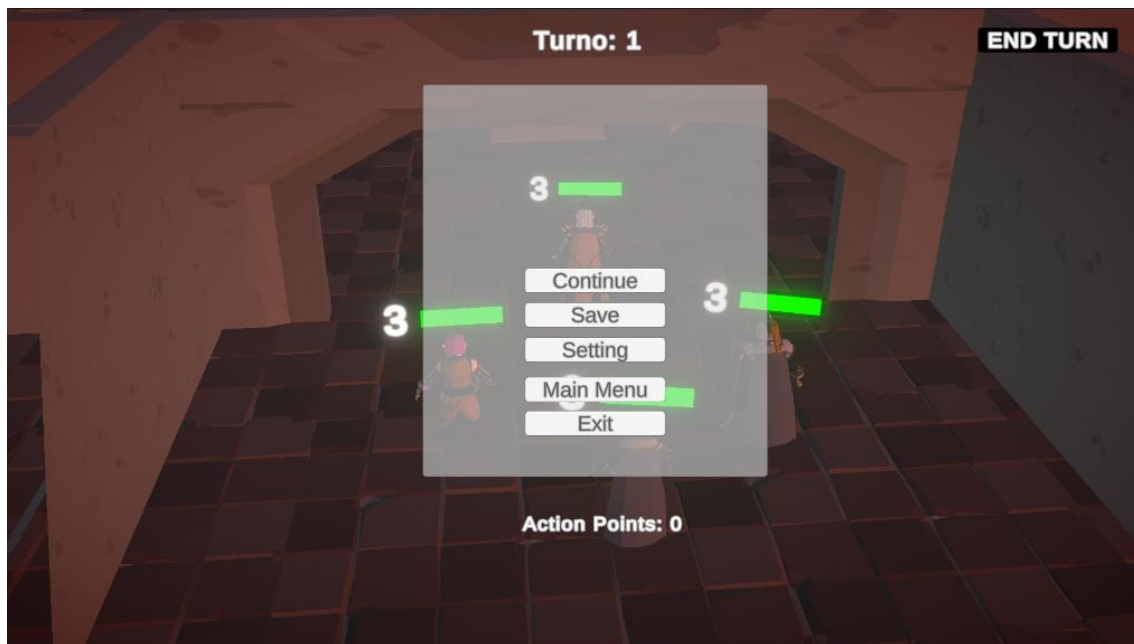 Turno: 1
END TURN
3
3
3
Continue
Save
Setting
Main Menu
Exit
Action Points: 0